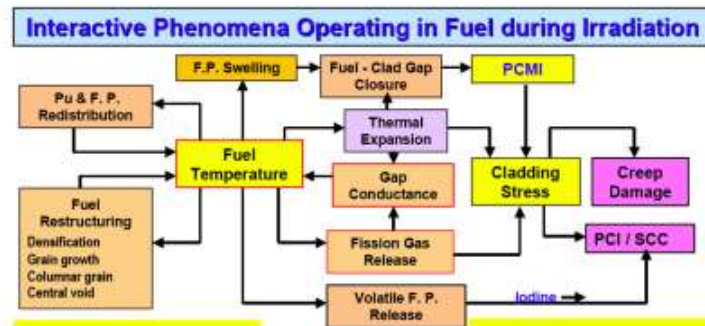 Interactive Phenomena Operating in Fuel during Irradiation
F.P. Swelling
Fuel - Clad Gap
Closure
PCMI
Pu & F. P.
Redistribution
Thermal
Expansion
Fuel
Temperature
Gap
Conductance
Cladding
Stress
Creep
Damage
Fuel
Restructuring
Densification
Grain growth
Columnar grain
Central void
Fission Gas
Release
PCI / SCC
Volatile F. P.
Release
Iodine